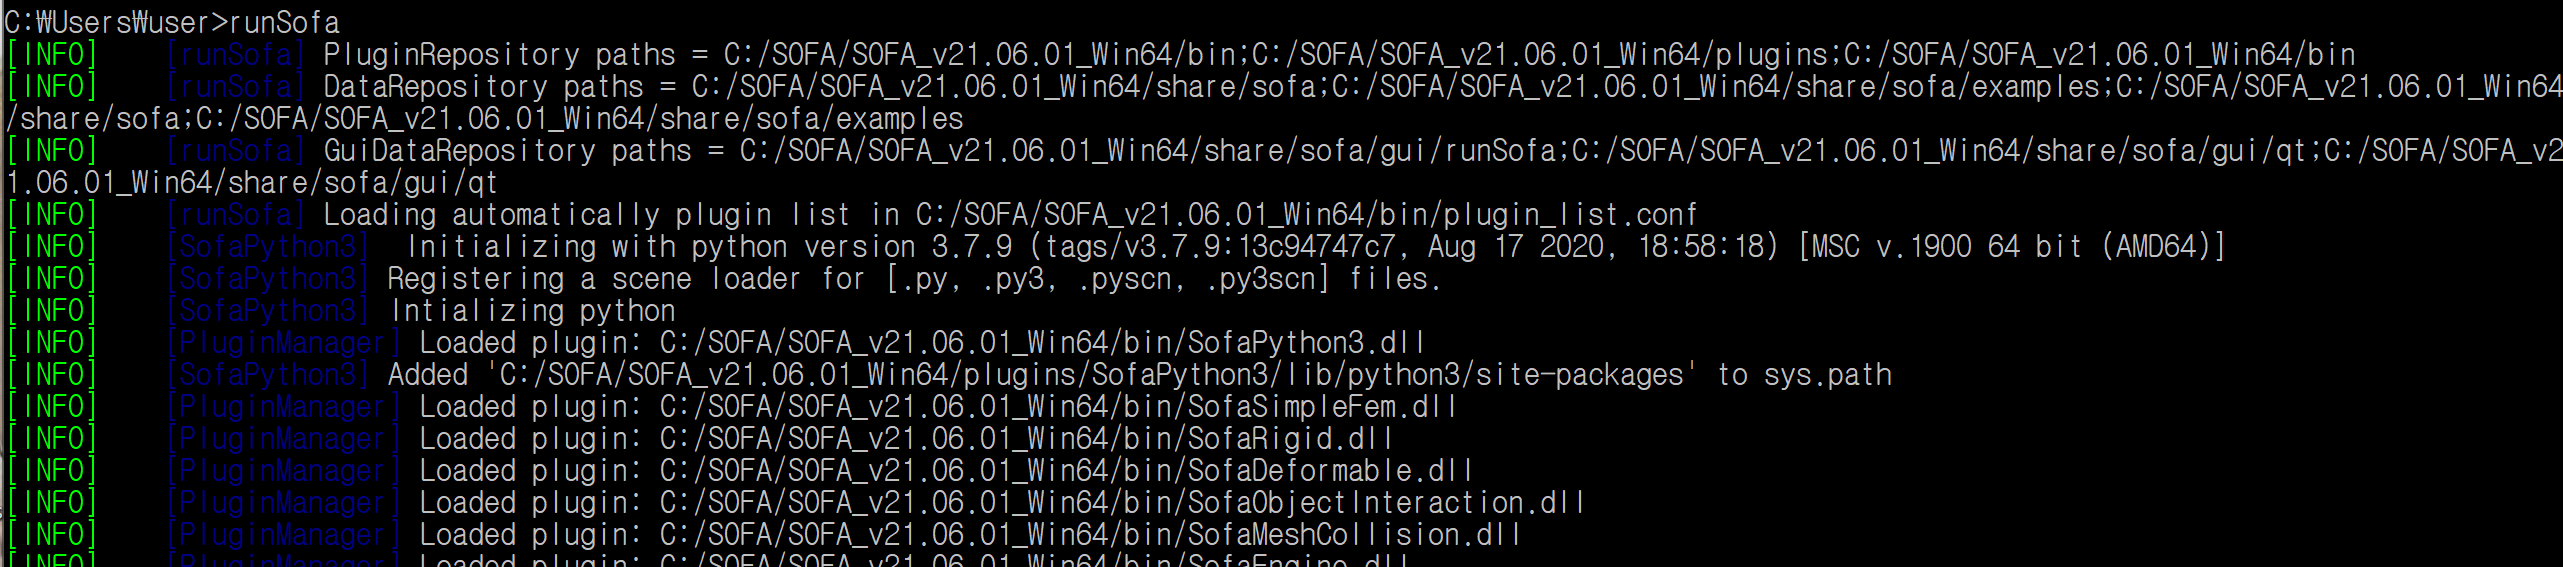 C:₩Users₩user>runSofa
[INFO]    [runSofa] PluginRepository paths = C:/SOFA/SOFA_v21.06.01_Win64/bin;C:/SOFA/SOFA_v21.06.01_Win64/plugins;C:/SOFA/SOFA_v21.06.01_Win64/bin
[INFO]    [runSofa] DataRepository paths = C:/SOFA/SOFA_v21.06.01_Win64/share/sofa;C:/SOFA/SOFA_v21.06.01_Win64/share/sofa/examples;C:/SOFA/SOFA_v21.06.01_Win64
/share/sofa;C:/SOFA/SOFA_v21.06.01_Win64/share/sofa/examples
[INFO]    [runSofa] GuiDataRepository paths = C:/SOFA/SOFA_v21.06.01_Win64/share/sofa/gui/runSofa;C:/SOFA/SOFA_v21.06.01_Win64/share/sofa/gui/qt;C:/SOFA/SOFA_v2
1.06.01_Win64/share/sofa/gui/qt
[INFO]    [runSofa] Loading automatically plugin list in C:/SOFA/SOFA_v21.06.01_Win64/bin/plugin_list.conf
[INFO]    [SofaPython3]  Initializing with python version 3.7.9 (tags/v3.7.9:13c94747c7, Aug 17 2020, 18:58:18) [MSC v.1900 64 bit (AMD64)]
[INFO]    [SofaPython3] Registering a scene loader for [.py, .py3, .pyscn, .py3scn] files.
[INFO]    [SofaPython3] Intializing python
[INFO]    [PluginManager] Loaded plugin: C:/SOFA/SOFA_v21.06.01_Win64/bin/SofaPython3.dll
[INFO]    [SofaPython3] Added 'C:/SOFA/SOFA_v21.06.01_Win64/plugins/SofaPython3/lib/python3/site-packages' to sys.path
[INFO]    [PluginManager] Loaded plugin: C:/SOFA/SOFA_v21.06.01_Win64/bin/SofaSimpleFem.dll
[INFO]    [PluginManager] Loaded plugin: C:/SOFA/SOFA_v21.06.01_Win64/bin/SofaRigid.dll
[INFO]    [PluginManager] Loaded plugin: C:/SOFA/SOFA_v21.06.01_Win64/bin/SofaDeformable.dll
[INFO]    [PluginManager] Loaded plugin: C:/SOFA/SOFA_v21.06.01_Win64/bin/SofaObjectInteraction.dll
[INFO]    [PluginManager] Loaded plugin: C:/SOFA/SOFA_v21.06.01_Win64/bin/SofaMeshCollision.dll
[INFO]    [PluginManager] Loaded plugin: C:/SOFA/SOFA_v21.06.01_Win64/bin/SofaEngine.dll